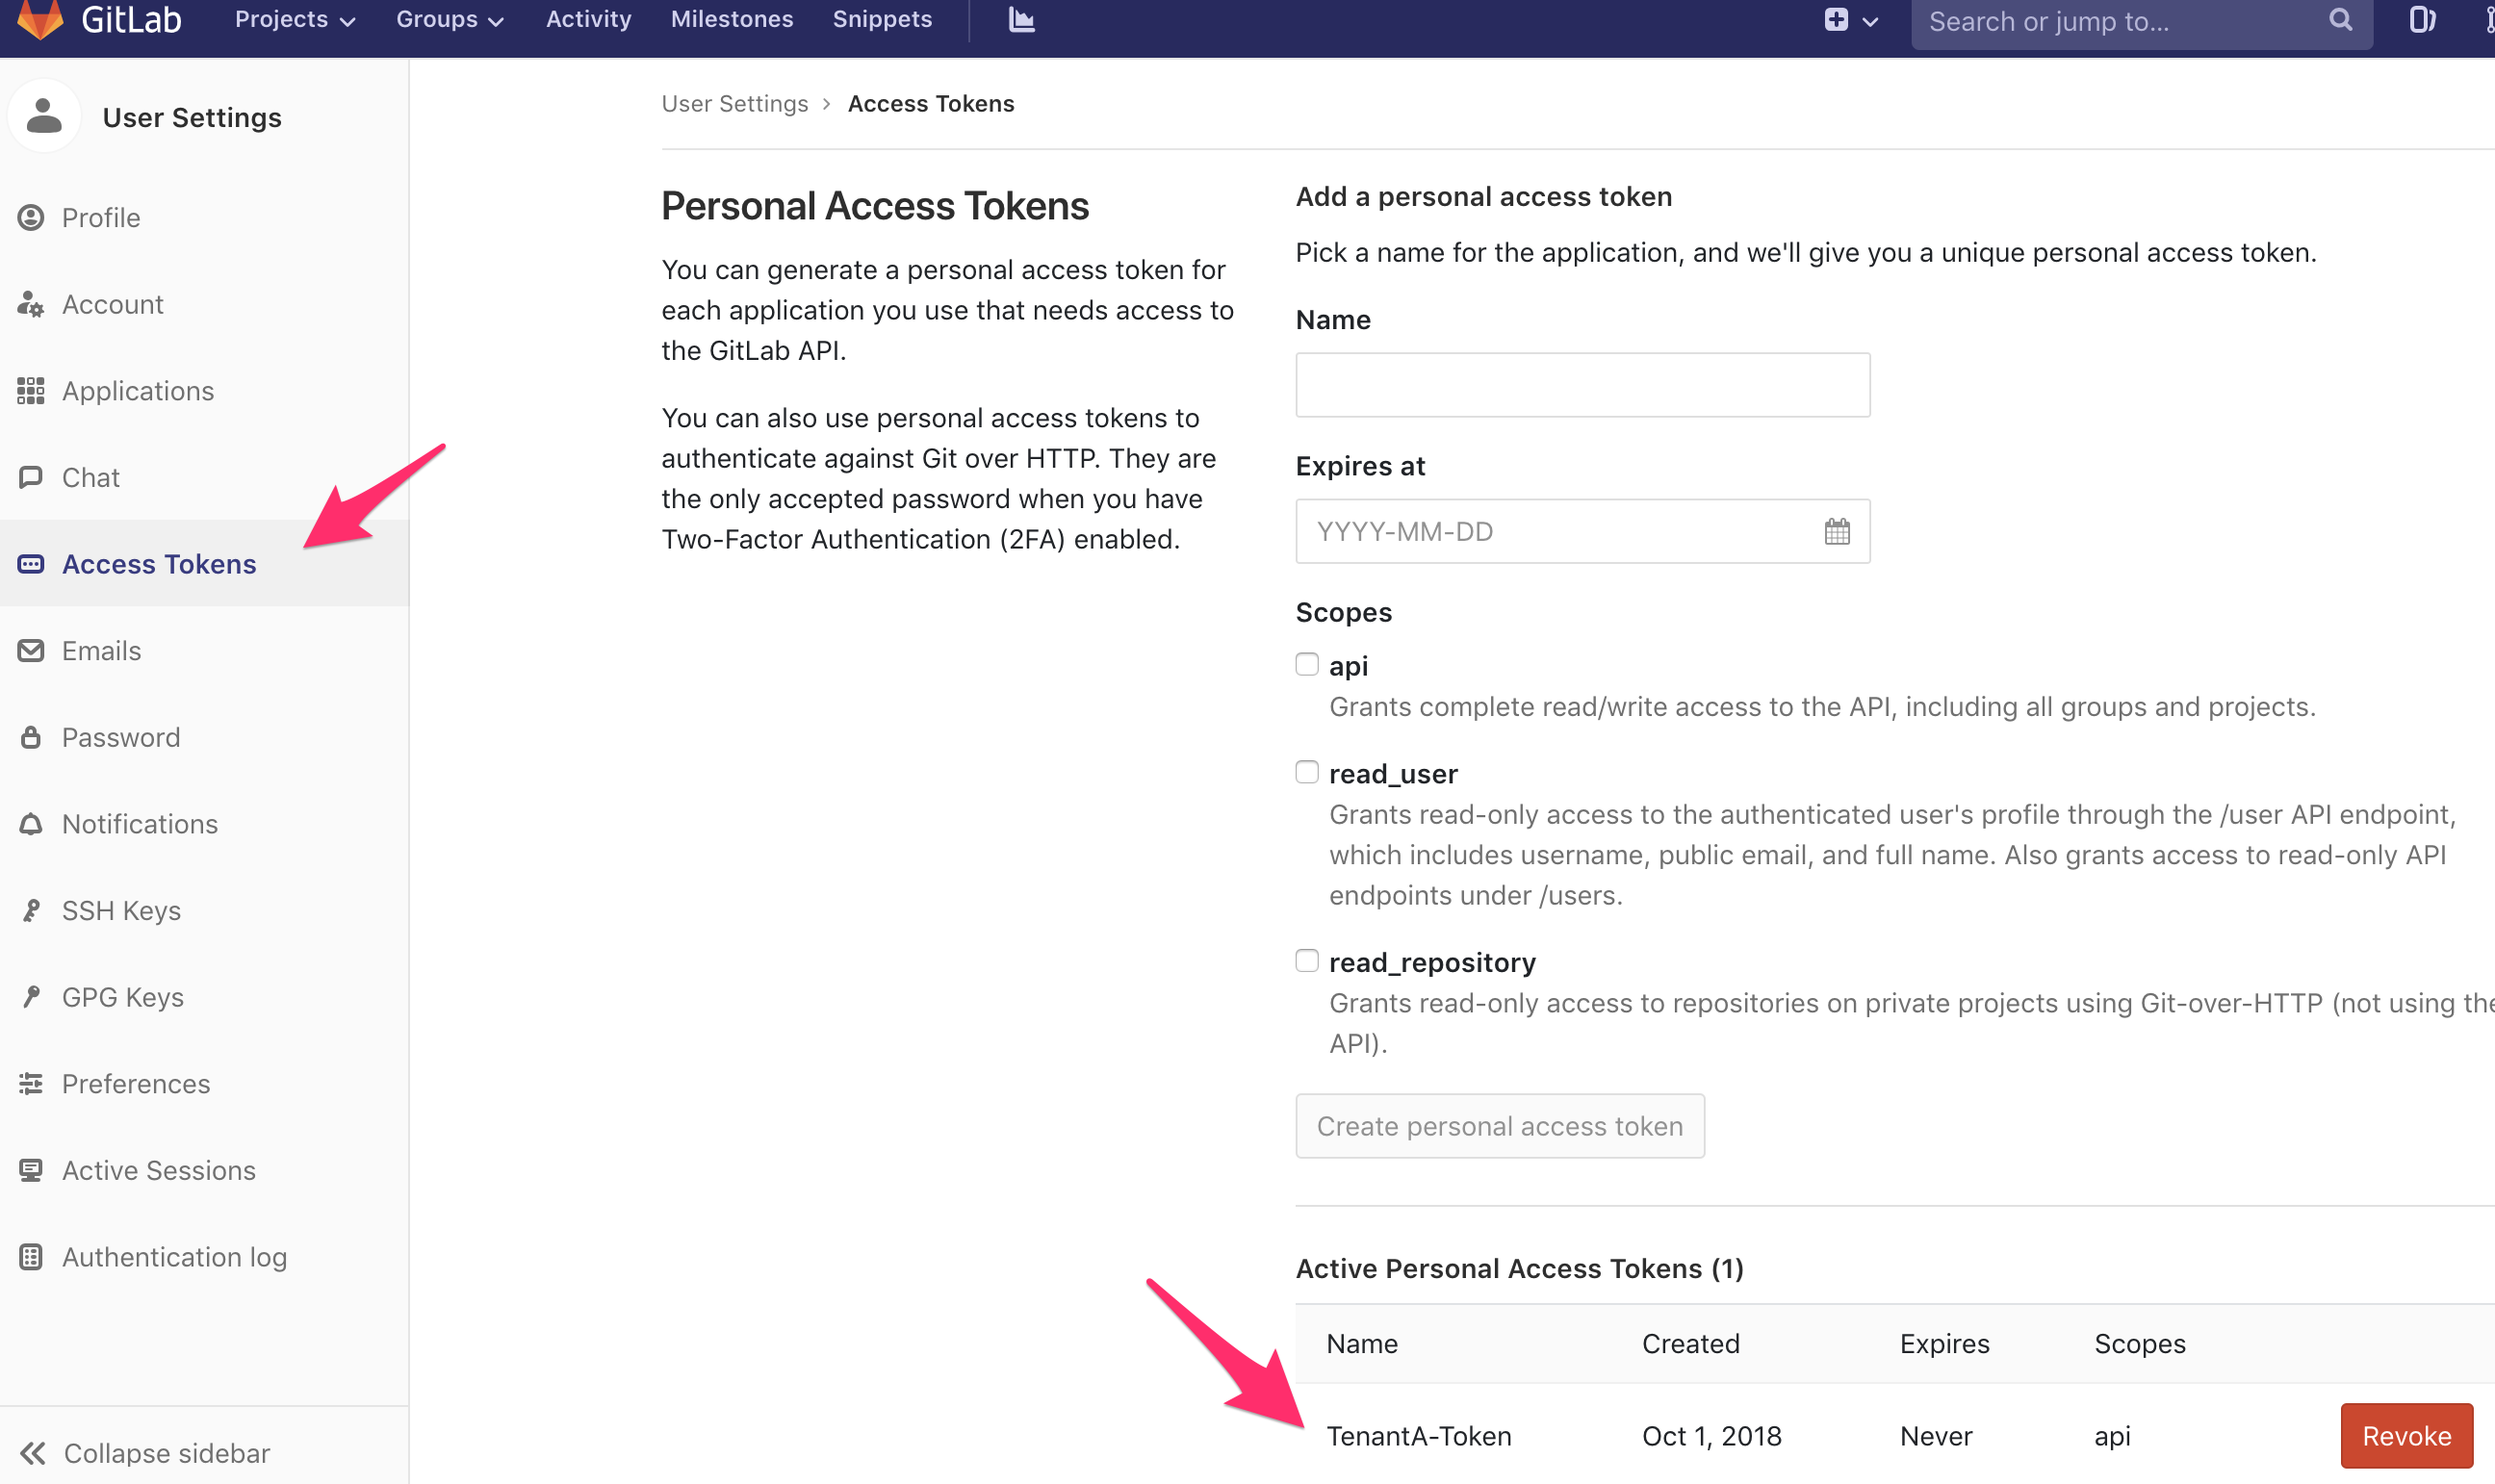 GitLab Projects Groups Activity Milestones Snippets Search or jump to...
User Settings
Profile
Account
Applications
Chat
Access Tokens
Emails
Password
Notifications
SSH Keys
GPG Keys
Preferences
Active Sessions
Authentication log
Collapse sidebar
User Settings › Access Tokens
Personal Access Tokens
You can generate a personal access token for
each application you use that needs access to
the GitLab API.
You can also use personal access tokens to
authenticate against Git over HTTP. They are
the only accepted password when you have
Two-Factor Authentication (2FA) enabled.
Add a personal access token
Pick a name for the application, and we'll give you a unique personal access token.
Name
Expires at
YYYY-MM-DD
Scopes
api
Grants complete read/write access to the API, including all groups and projects.
read_user
Grants read-only access to the authenticated user's profile through the /user API endpoint,
which includes username, public email, and full name. Also grants access to read-only API
endpoints under /users.
read_repository
Grants read-only access to repositories on private projects using Git-over-HTTP (not using the
API).
Create personal access token
Active Personal Access Tokens (1)
Name Created Expires Scopes
TenantA-Token Oct 1, 2018 Never api Revoke